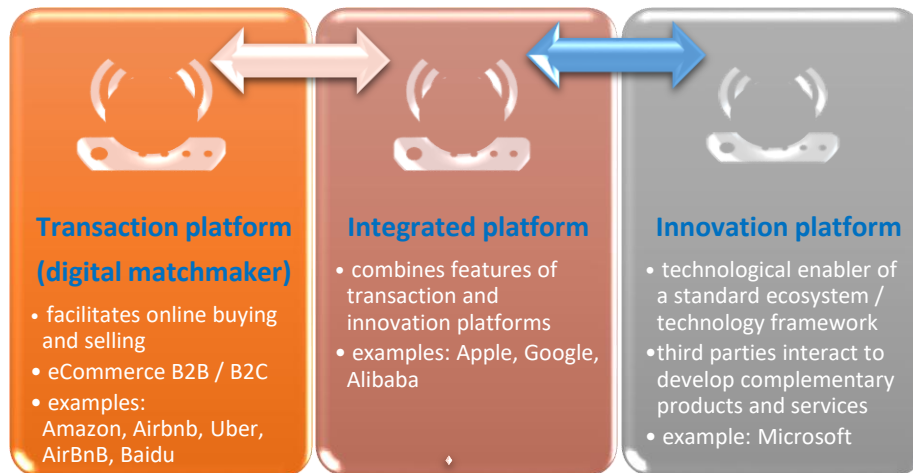 Transaction platform
(digital matchmaker)
• facilitates online buying
and selling
• eCommerce B2B / B2C
• examples:
Amazon, Airbnb, Uber,
AirBnB, Baidu
Integrated platform
• combines features of
transaction and
innovation platforms
• examples: Apple, Google,
Alibaba
Innovation platform
• technological enabler of
a standard ecosystem /
technology framework
•third parties interact to
develop complementary
products and services
• example: Microsoft